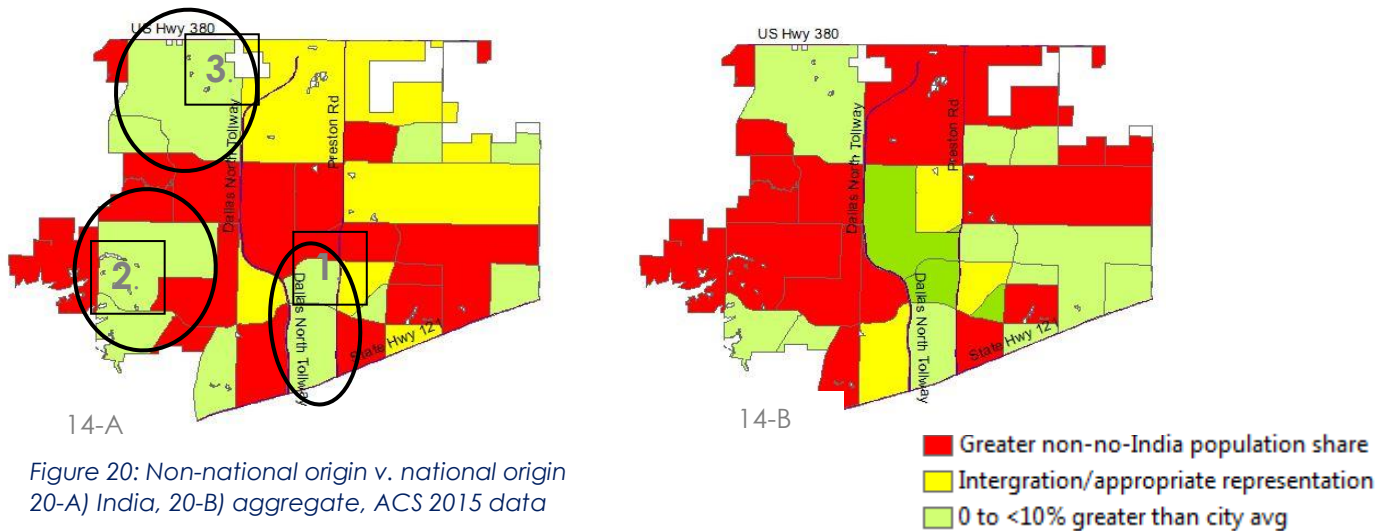 US Hwy 380
3.
Dallas North Tollway
Preston Rd
2.
1.
Dallas North Tollway
State Hwy 121
14-A
US Hwy 380
Dallas North Tollway
Preston Rd
Dallas North Tollway
State Hwy 121
14-B
Figure 20: Non-national origin v. national origin
20-A) India, 20-B) aggregate, ACS 2015 data
Greater non-no-India population share
Intergration/appropriate representation
0 to <10% greater than city avg